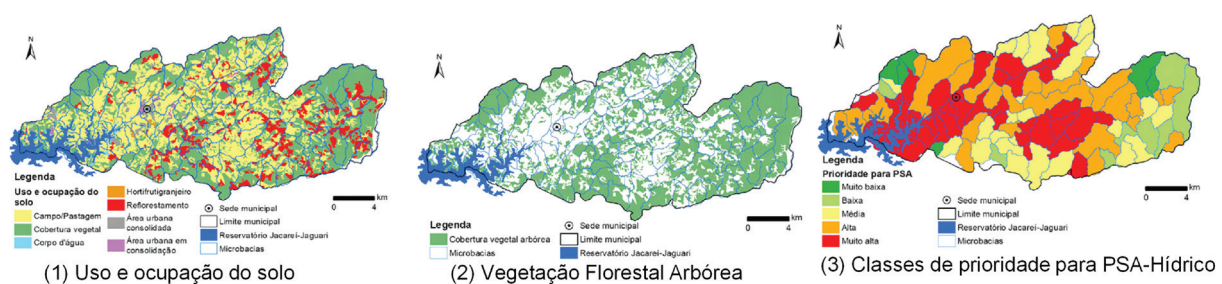 N
Legenda
Uso e ocupação do solo
Campo/Pastagem
Cobertura vegetal
Corpo d'água
Hortifrutigranjeiro
Reflorestamento
Área urbana consolidada
Área urbana em consolidação
Sede municipal
Limite municipal
Reservatório Jacareí-Jaguari
Microbacias
km
0 4
(1) Uso e ocupação do solo
N
Legenda
Cobertura vegetal arbórea
Microbacias
Sede municipal
Limite municipal
Reservatório Jacareí-Jaguari
km
0 4
(2) Vegetação Florestal Arbórea
N
Legenda
Prioridade para PSA
Muito baixa
Baixa
Média
Alta
Muito alta
Sede municipal
Limite municipal
Reservatório Jacareí-Jaguari
Microbacias
km
0 4
(3) Classes de prioridade para PSA-Hídrico